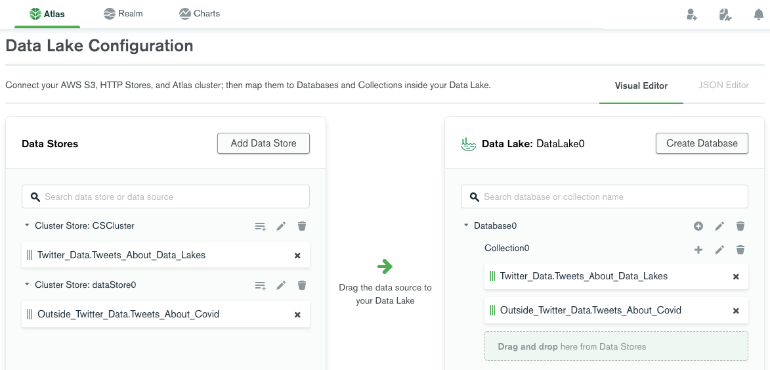 Atlas Realm Charts
Data Lake Configuration
Connect your AWS S3, HTTP Stores, and Atlas cluster; then map them to Databases and Collections inside your Data Lake.
Visual Editor JSON Editor
Data Stores Add Data Store
Search data store or data source
Cluster Store: CSCluster
Twitter_Data.Tweets_About_Data_Lakes
Cluster Store: dataStore0
Outside_Twitter_Data.Tweets_About_Covid
Drag the data source to
your Data Lake
Data Lake: DataLake0 Create Database
Search database or collection name
Database0
Collection0
Twitter_Data.Tweets_About_Data_Lakes
Outside_Twitter_Data.Tweets_About_Covid
Drag and drop here from Data Stores